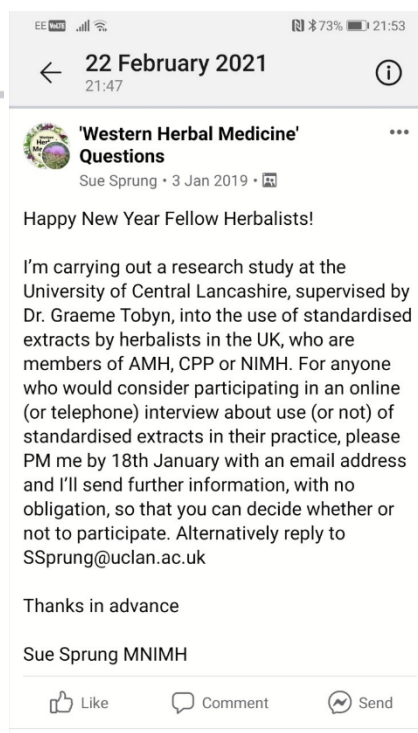 EE VoLTE 73% 21:53
22 February 2021
21:47
'Western Herbal Medicine'
Questions
Sue Sprung • 3 Jan 2019 •
Happy New Year Fellow Herbalists!
I'm carrying out a research study at the
University of Central Lancashire, supervised by
Dr. Graeme Tobyn, into the use of standardised
extracts by herbalists in the UK, who are
members of AMH, CPP or NIMH. For anyone
who would consider participating in an online
(or telephone) interview about use (or not) of
standardised extracts in their practice, please
PM me by 18th January with an email address
and I'll send further information, with no
obligation, so that you can decide whether or
not to participate. Alternatively reply to
SSprung@uclan.ac.uk
Thanks in advance
Sue Sprung MNIMH
Like Comment Send